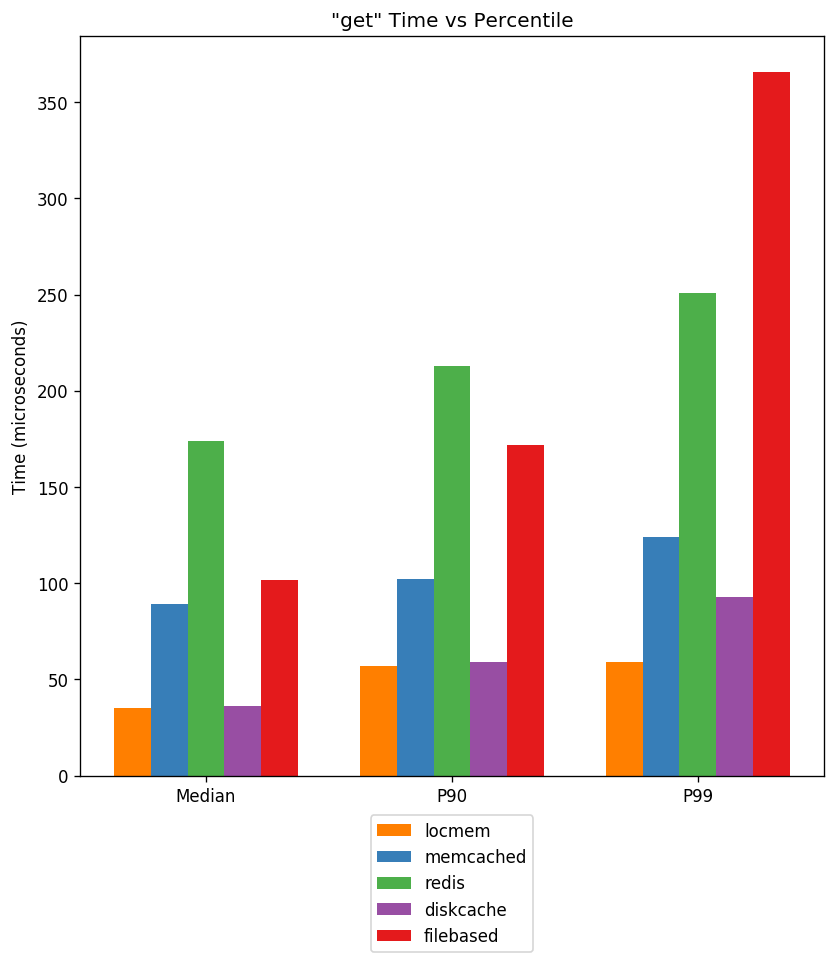 "get" Time vs Percentile
Time (microseconds)
350
300
250
200
150
100
50
0
Median P90 P99
locmem
memcached
redis
diskcache
filebased